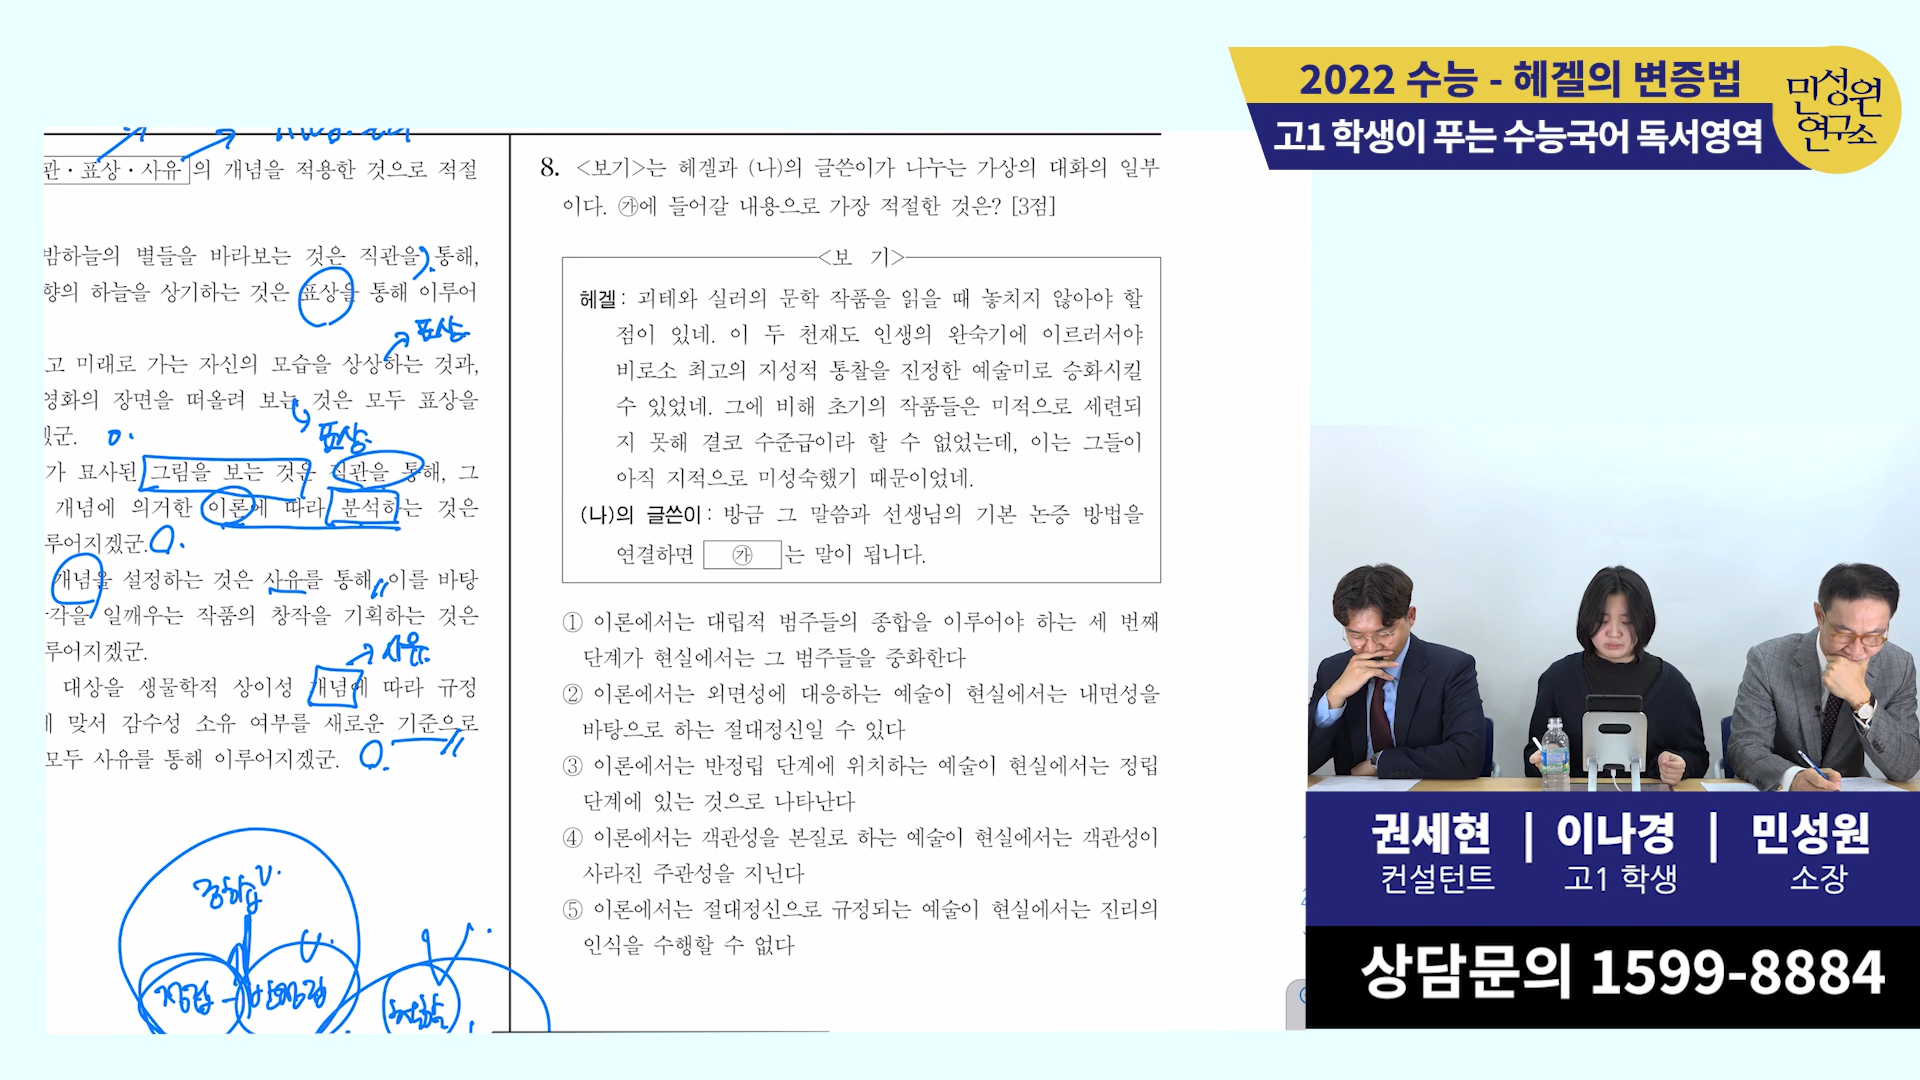 2022 수능 - 헤겔의 변증법
고1 학생이 푸는 수능국어 독서영역
민성원
연구소
관·표상·사유의 개념을 적용한 것으로 적절
밤하늘의 별들을 바라보는 것은 직관을 통해,
향의 하늘을 상기하는 것은 표상을 통해 이루어
표상
고 미래로 가는 자신의 모습을 상상하는 것과,
영화의 장면을 떠올려 보는 것은 모두 표상을
겠군.
표상
가 묘사된 그림을 보는 것은 직관을 통해, 그
개념에 의거한 이론에 따라 분석하는 것은
루어지겠군.
개념을 설정하는 것은 사유를 통해, 이를 바탕
각을 일깨우는 작품의 창작을 기획하는 것은
루어지겠군.
사유
대상을 생물학적 상이성 개념에 따라 규정
에 맞서 감수성 소유 여부를 새로운 기준으로
모두 사유를 통해 이루어지겠군.
종합
정립 - 반정립
8. <보기>는 헤겔과 (나)의 글쓴이가 나누는 가상의 대화의 일부
이다. ㉮에 들어갈 내용으로 가장 적절한 것은? [3점]
<보 기>
헤겔: 괴테와 실러의 문학 작품을 읽을 때 놓치지 않아야 할
점이 있네. 이 두 천재도 인생의 완숙기에 이르러서야
비로소 최고의 지성적 통찰을 진정한 예술미로 승화시킬
수 있었네. 그에 비해 초기의 작품들은 미적으로 세련되
지 못해 결코 수준급이라 할 수 없었는데, 이는 그들이
아직 지적으로 미성숙했기 때문이었네.
(나)의 글쓴이: 방금 그 말씀과 선생님의 기본 논증 방법을
연결하면 ㉮ 는 말이 됩니다.
① 이론에서는 대립적 범주들의 종합을 이루어야 하는 세 번째
단계가 현실에서는 그 범주들을 중화한다
② 이론에서는 외면성에 대응하는 예술이 현실에서는 내면성을
바탕으로 하는 절대정신일 수 있다
③ 이론에서는 반정립 단계에 위치하는 예술이 현실에서는 정립
단계에 있는 것으로 나타난다
④ 이론에서는 객관성을 본질로 하는 예술이 현실에서는 객관성이
사라진 주관성을 지닌다
⑤ 이론에서는 절대정신으로 규정되는 예술이 현실에서는 진리의
인식을 수행할 수 없다
권세현 | 이나경 | 민성원
컨설턴트 고1 학생 소장
상담문의 1599-8884